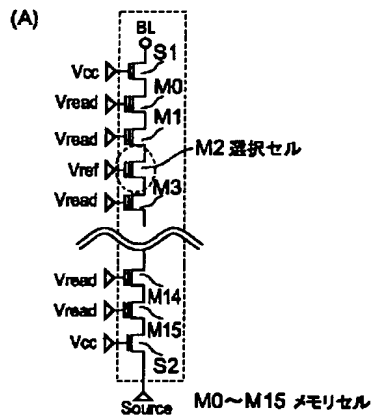 (A)
BL
S1
Vcc
M0
Vread
M1
Vread
Vref
M2 選択セル
Vread
M3
Vread
M14
Vread
M15
Vcc
S2
Source
M0～M15 メモリセル